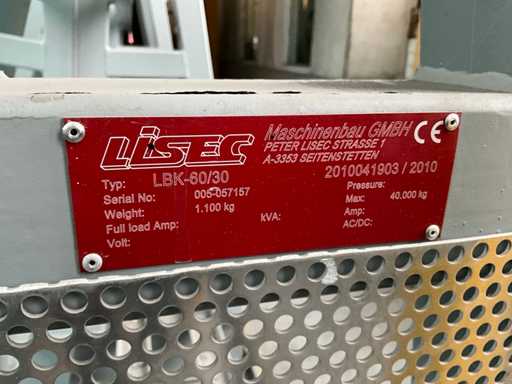 LiSEC
Maschinenbau GMBH CE
PETER LISEC STRASSE 1
A-3353 SEITENSTETTEN
Typ: LBK-60/30 2010041903 / 2010
Serial No: 005-057157 Pressure:
Weight: 1.100 kg Max: 40.000 kg
Full load Amp: kVA: Amp:
Volt: AC/DC: